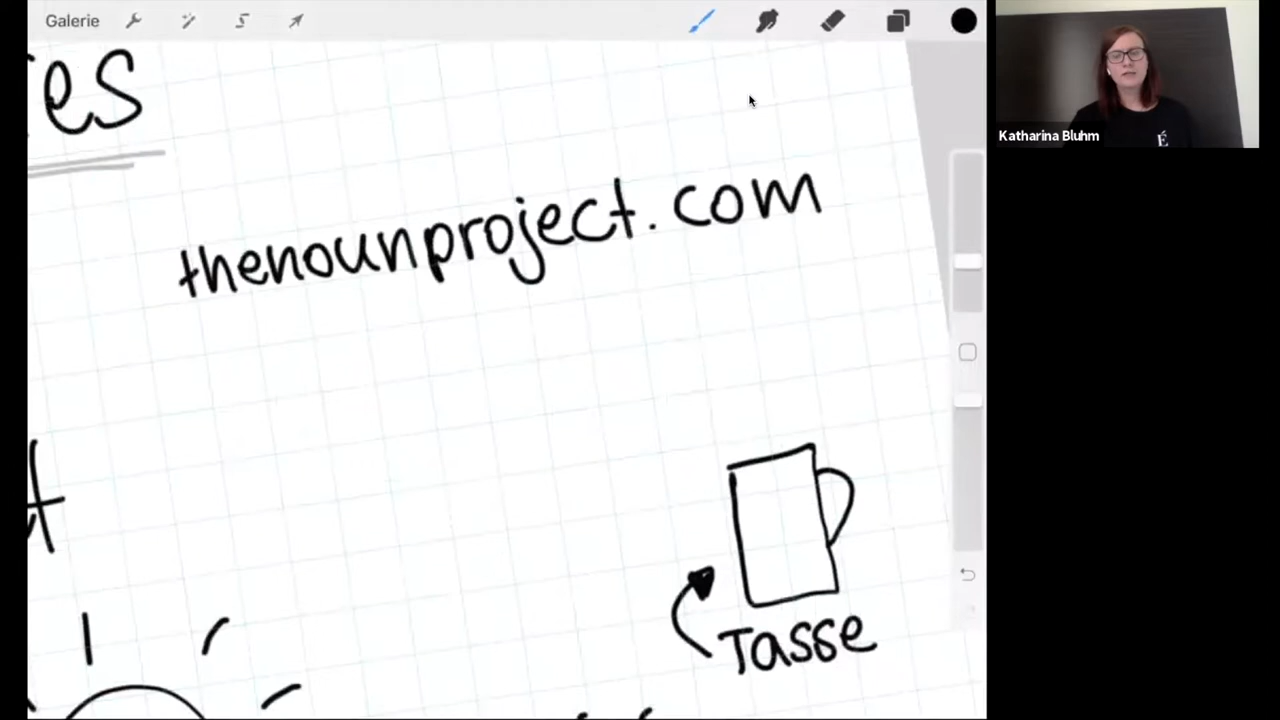 Galerie
es
thenounproject.com
t
Tasse
Katharina Bluhm
É